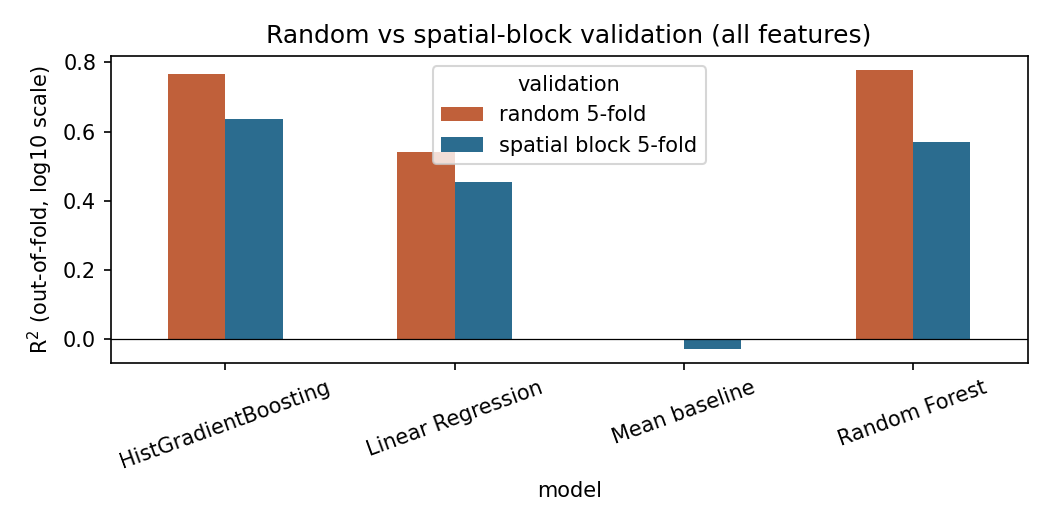 Random vs spatial-block validation (all features)
validation
random 5-fold
spatial block 5-fold
R² (out-of-fold, log10 scale)
0.8
0.6
0.4
0.2
0.0
HistGradientBoosting
Linear Regression
Mean baseline
Random Forest
model